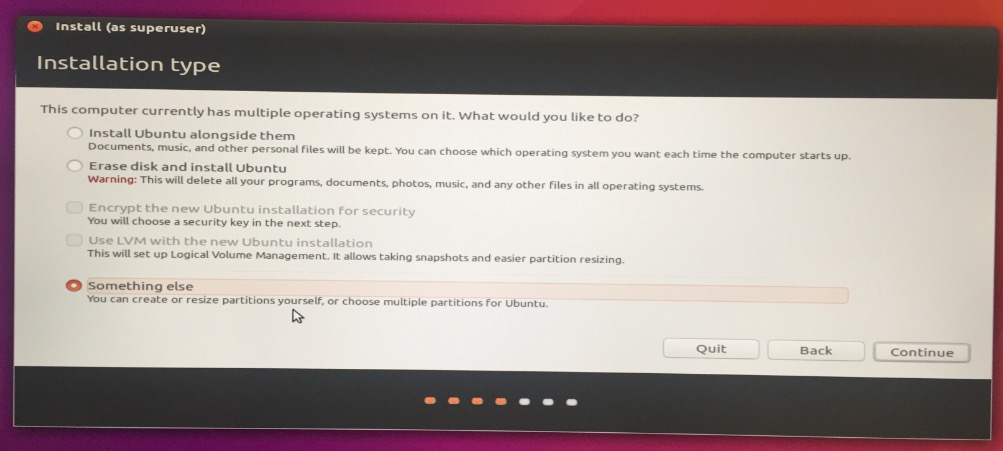 Install (as superuser)
Installation type
This computer currently has multiple operating systems on it. What would you like to do?
Install Ubuntu alongside them
Documents, music, and other personal files will be kept. You can choose which operating system you want each time the computer starts up.
Erase disk and install Ubuntu
Warning: This will delete all your programs, documents, photos, music, and any other files in all operating systems.
Encrypt the new Ubuntu installation for security
You will choose a security key in the next step.
Use LVM with the new Ubuntu installation
This will set up Logical Volume Management. It allows taking snapshots and easier partition resizing.
Something else
You can create or resize partitions yourself, or choose multiple partitions for Ubuntu.
Quit
Back
Continue